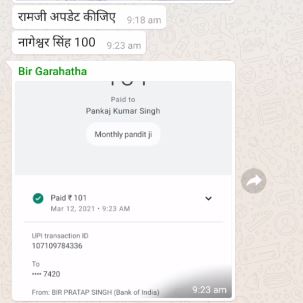 रामजी अपडेट कीजिए
9:18 am
नागेश्वर सिंह 100
9:23 am
Bir Garahatha
Paid to
Pankaj Kumar Singh
Monthly pandit ji
Paid ₹ 101
Mar 12, 2021 • 9:23 AM
UPI transaction ID
107109784336
To
•••• 7420
From: BIR PRATAP SINGH (Bank of India)
9:23 am